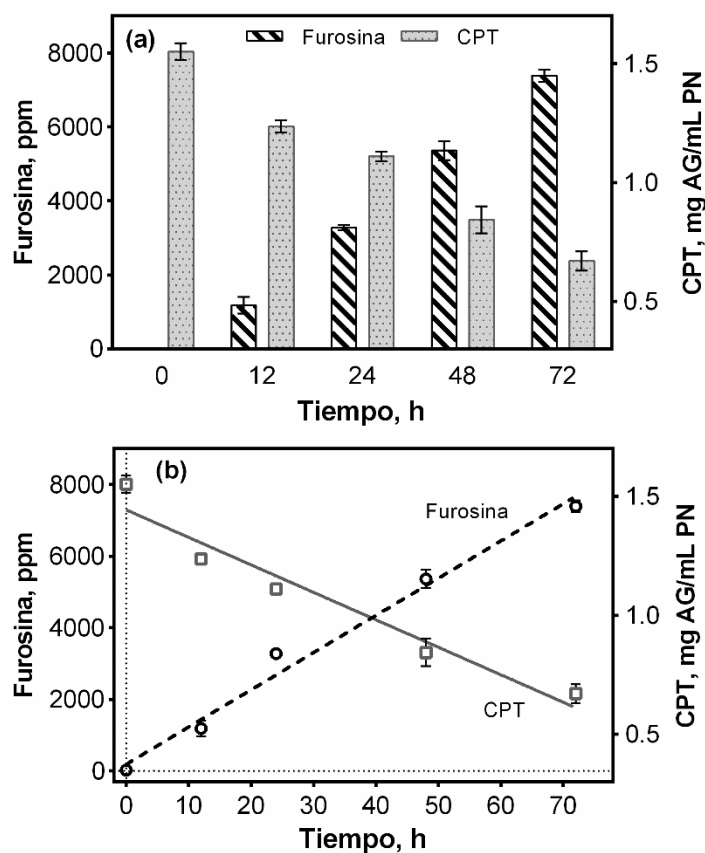 (a)
Furosina
CPT
8000
6000
4000
2000
0
Furosina, ppm
1.5
1.0
0.5
CPT, mg AG/mL PN
0 12 24 48 72
Tiempo, h
(b)
Furosina
CPT
8000
6000
4000
2000
0
Furosina, ppm
1.5
1.0
0.5
CPT, mg AG/mL PN
0 10 20 30 40 50 60 70
Tiempo, h